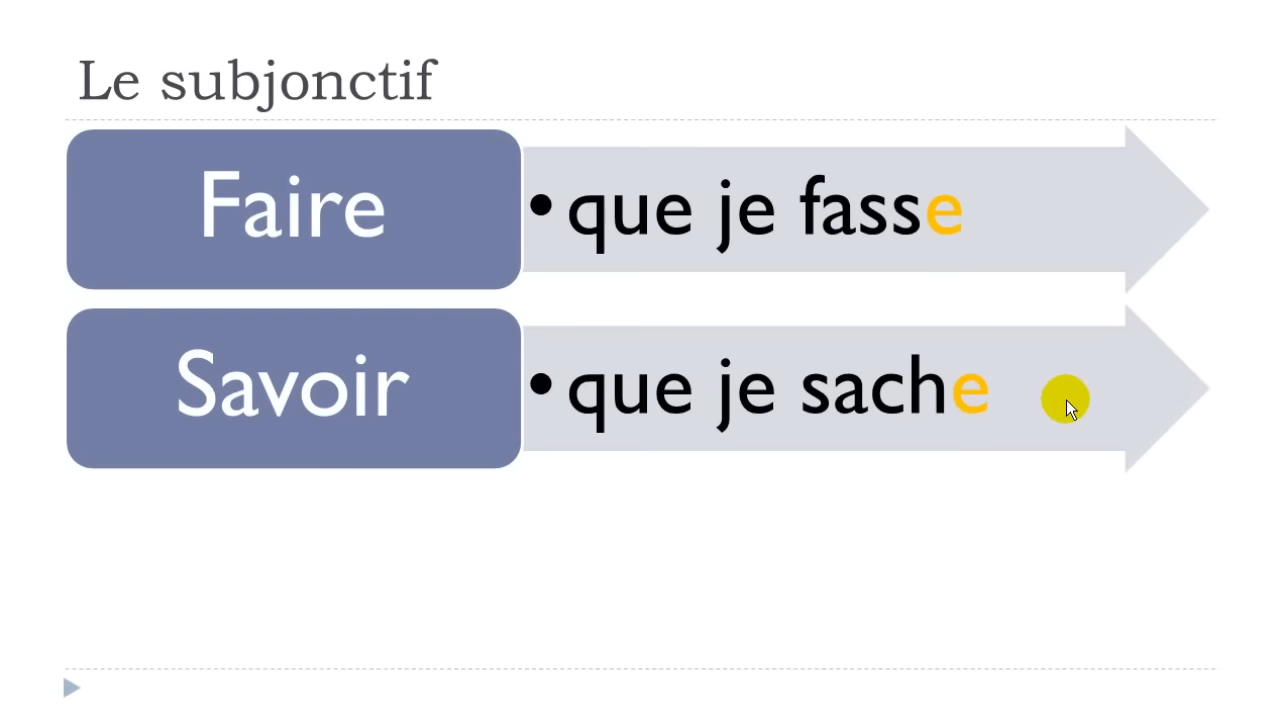 Le subjonctif
Faire
• que je fasse
Savoir
• que je sache